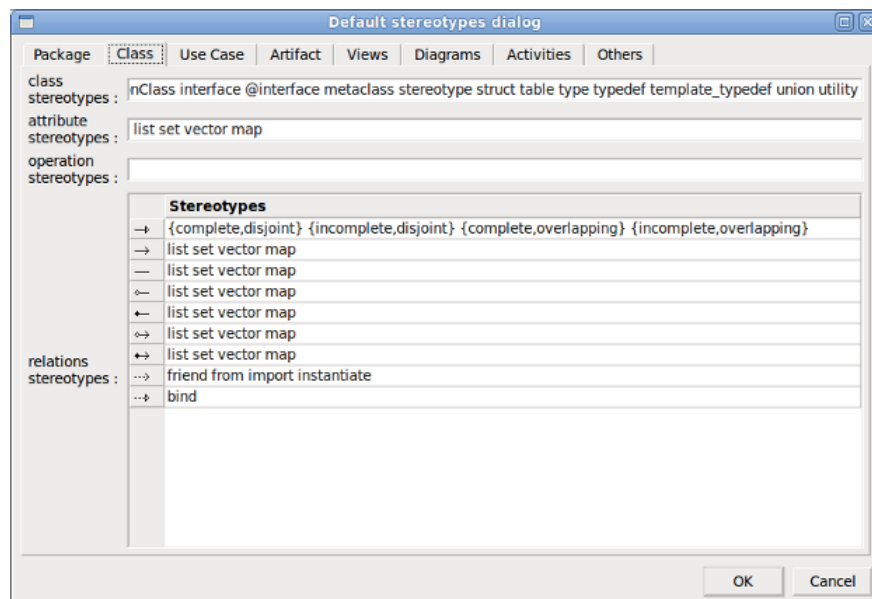 Default stereotypes dialog
Package Class Use Case Artifact Views Diagrams Activities Others
class
stereotypes : nClass interface @interface metaclass stereotype struct table type typedef template_typedef union utility
attribute
stereotypes : list set vector map
operation
stereotypes :
Stereotypes
{complete,disjoint} {incomplete,disjoint} {complete,overlapping} {incomplete,overlapping}
list set vector map
list set vector map
list set vector map
list set vector map
list set vector map
list set vector map
relations
stereotypes : friend from import instantiate
bind
OK Cancel